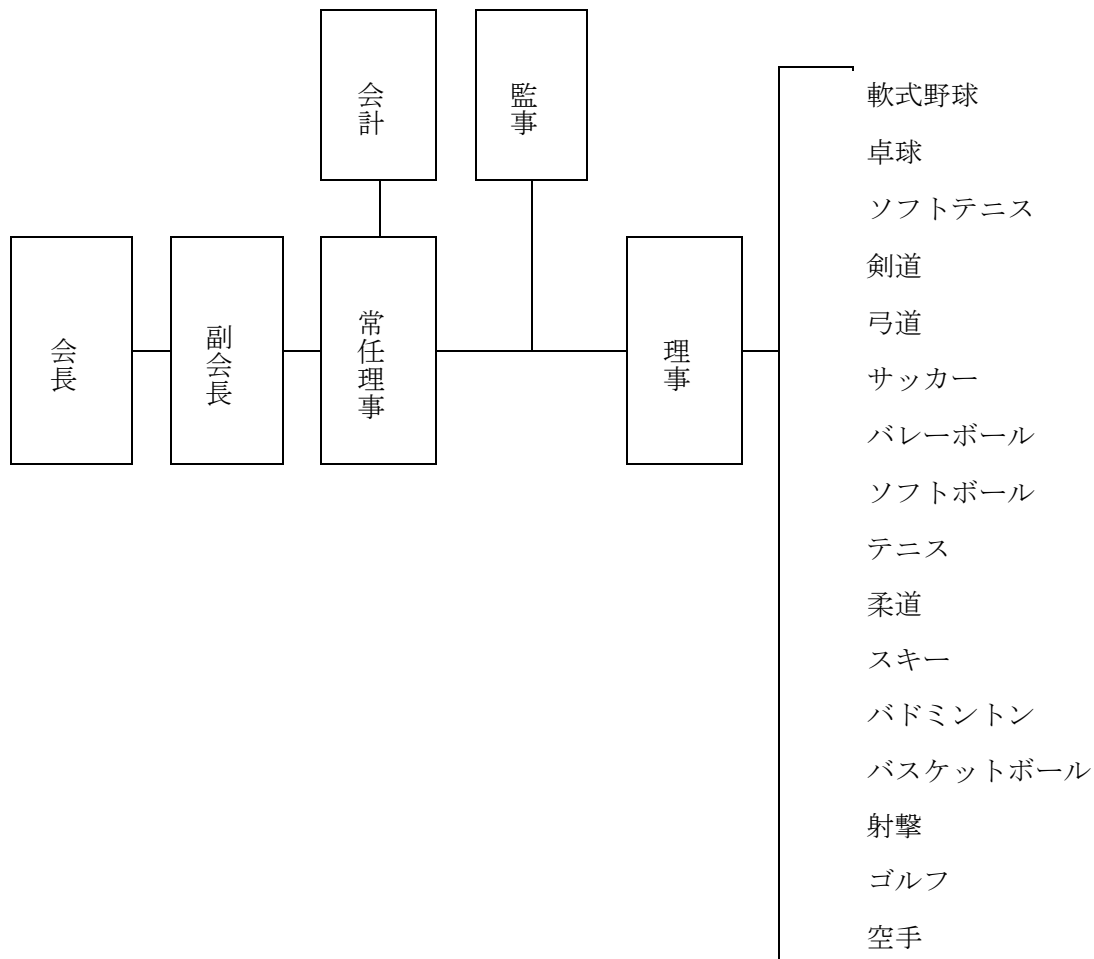 会計
監事
会長
副会長
常任理事
理事
軟式野球
卓球
ソフトテニス
剣道
弓道
サッカー
バレーボール
ソフトボール
テニス
柔道
スキー
バドミントン
バスケットボール
射撃
ゴルフ
空手